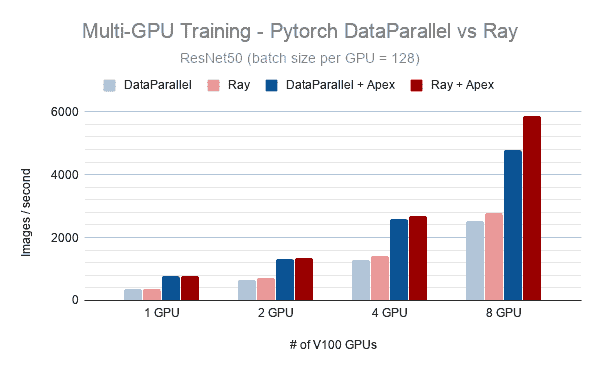 Multi-GPU Training - Pytorch DataParallel vs Ray
ResNet50 (batch size per GPU = 128)
DataParallel Ray DataParallel + Apex Ray + Apex
6000
4000
2000
0
Images / second
1 GPU 2 GPU 4 GPU 8 GPU
# of V100 GPUs